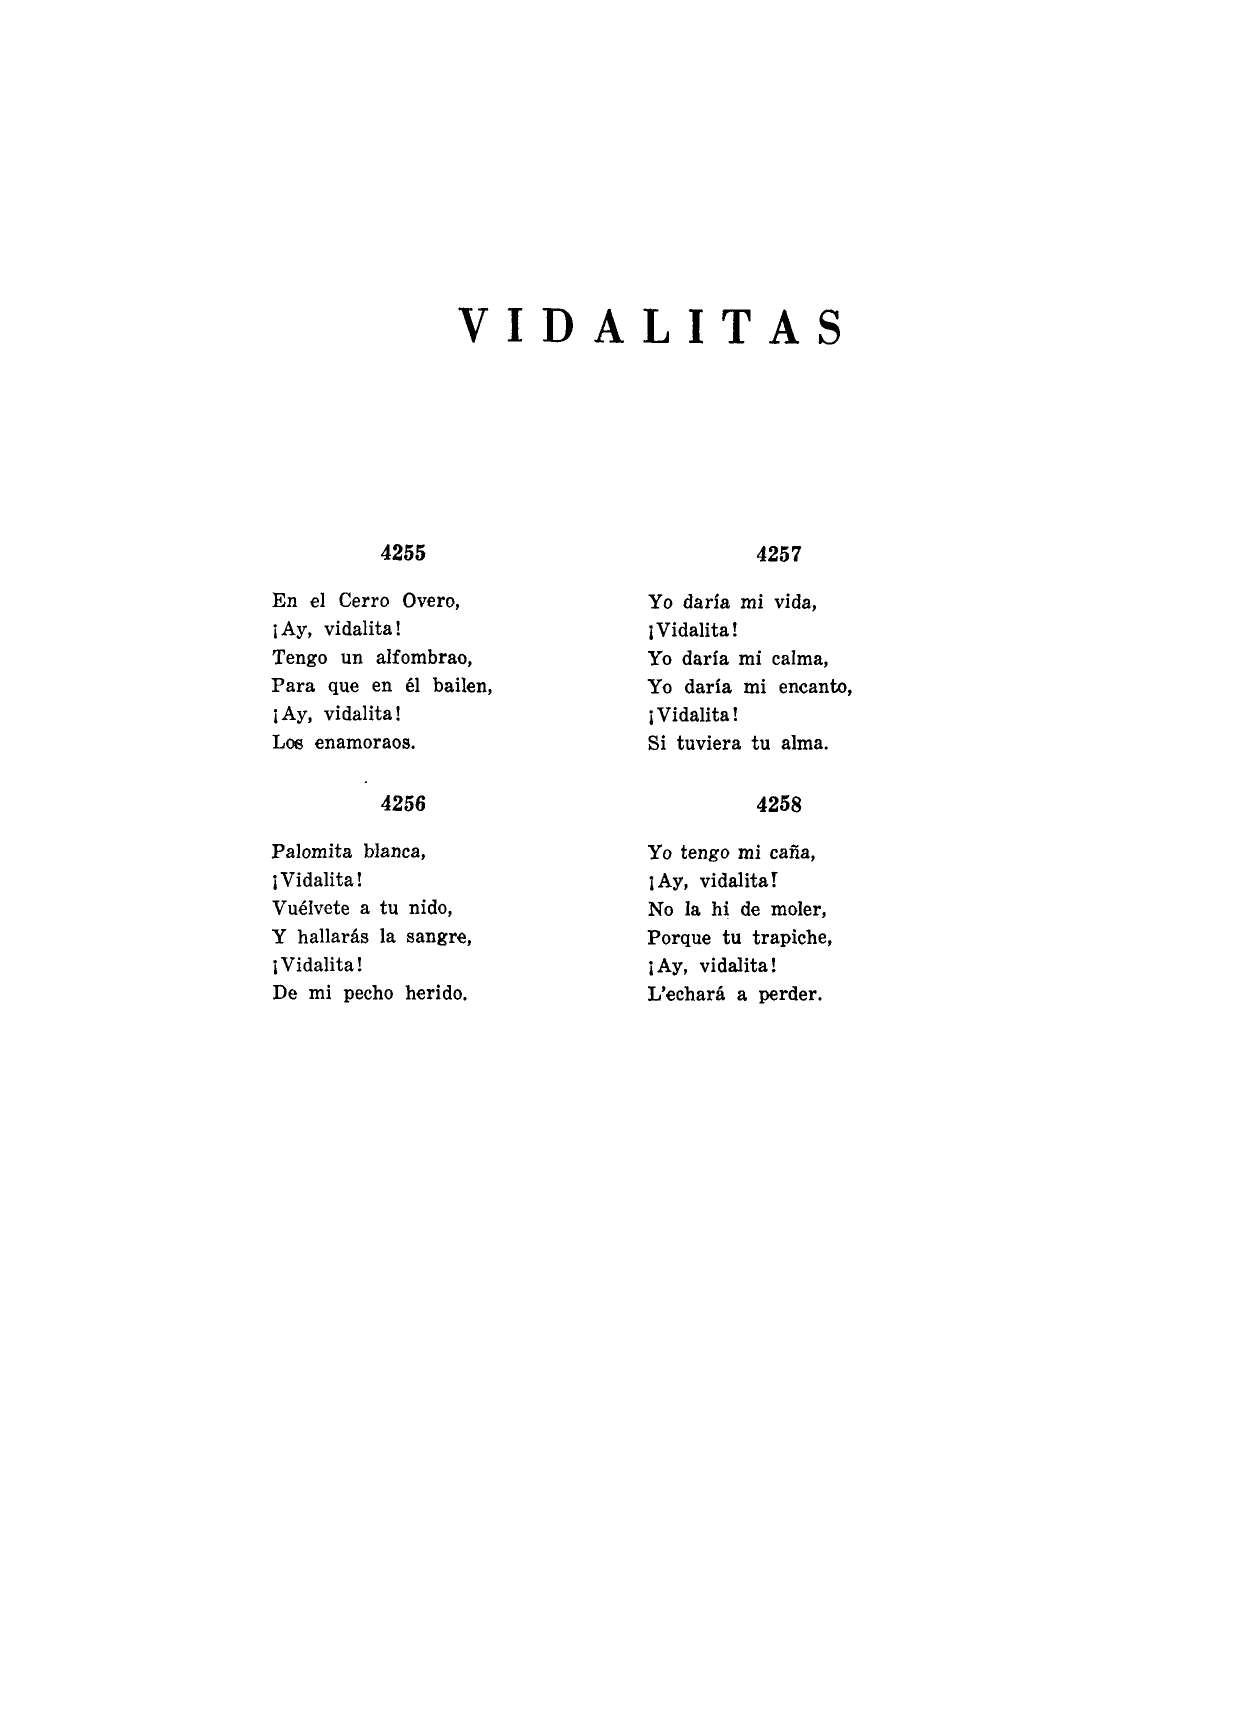 VIDALITAS
4255
En el Cerro Overo,
¡Ay, vidalita!
Tengo un alfombrao,
Para que en él bailen,
¡Ay, vidalita!
Los enamoraos.
4256
Palomita blanca,
¡Vidalita!
Vuélvete a tu nido,
Y hallarás la sangre,
¡Vidalita!
De mi pecho herido.
4257
Yo daría mi vida,
¡Vidalita!
Yo daría mi calma,
Yo daría mi encanto,
¡Vidalita!
Si tuviera tu alma.
4258
Yo tengo mi caña,
¡Ay, vidalita!
No la hi de moler,
Porque tu trapiche,
¡Ay, vidalita!
L'echará a perder.